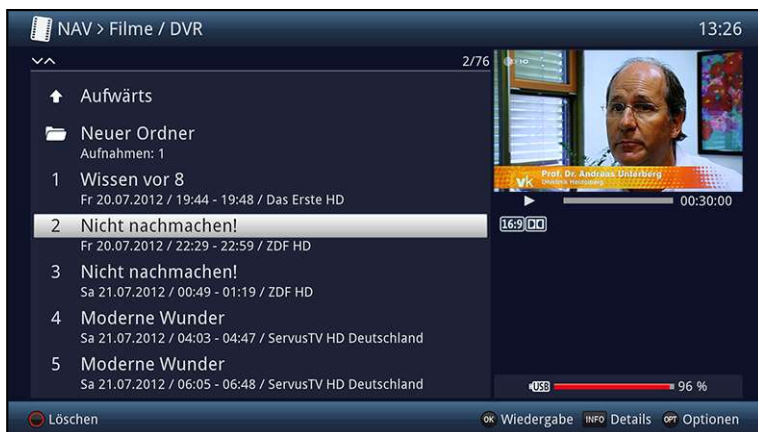 NAV > Filme / DVR
13:26
2/76
Aufwärts
Neuer Ordner
Aufnahmen: 1
1 Wissen vor 8
Fr 20.07.2012 / 19:44 - 19:48 / Das Erste HD
2 Nicht nachmachen!
Fr 20.07.2012 / 22:29 - 22:59 / ZDF HD
3 Nicht nachmachen!
Sa 21.07.2012 / 00:49 - 01:19 / ZDF HD
4 Moderne Wunder
Sa 21.07.2012 / 04:03 - 04:47 / ServusTV HD Deutschland
5 Moderne Wunder
Sa 21.07.2012 / 06:05 - 06:48 / ServusTV HD Deutschland
vk Prof. Dr. Andreas Unterberg
00:30:00
16:9
USB 96 %
Löschen
OK Wiedergabe INFO Details OPT Optionen